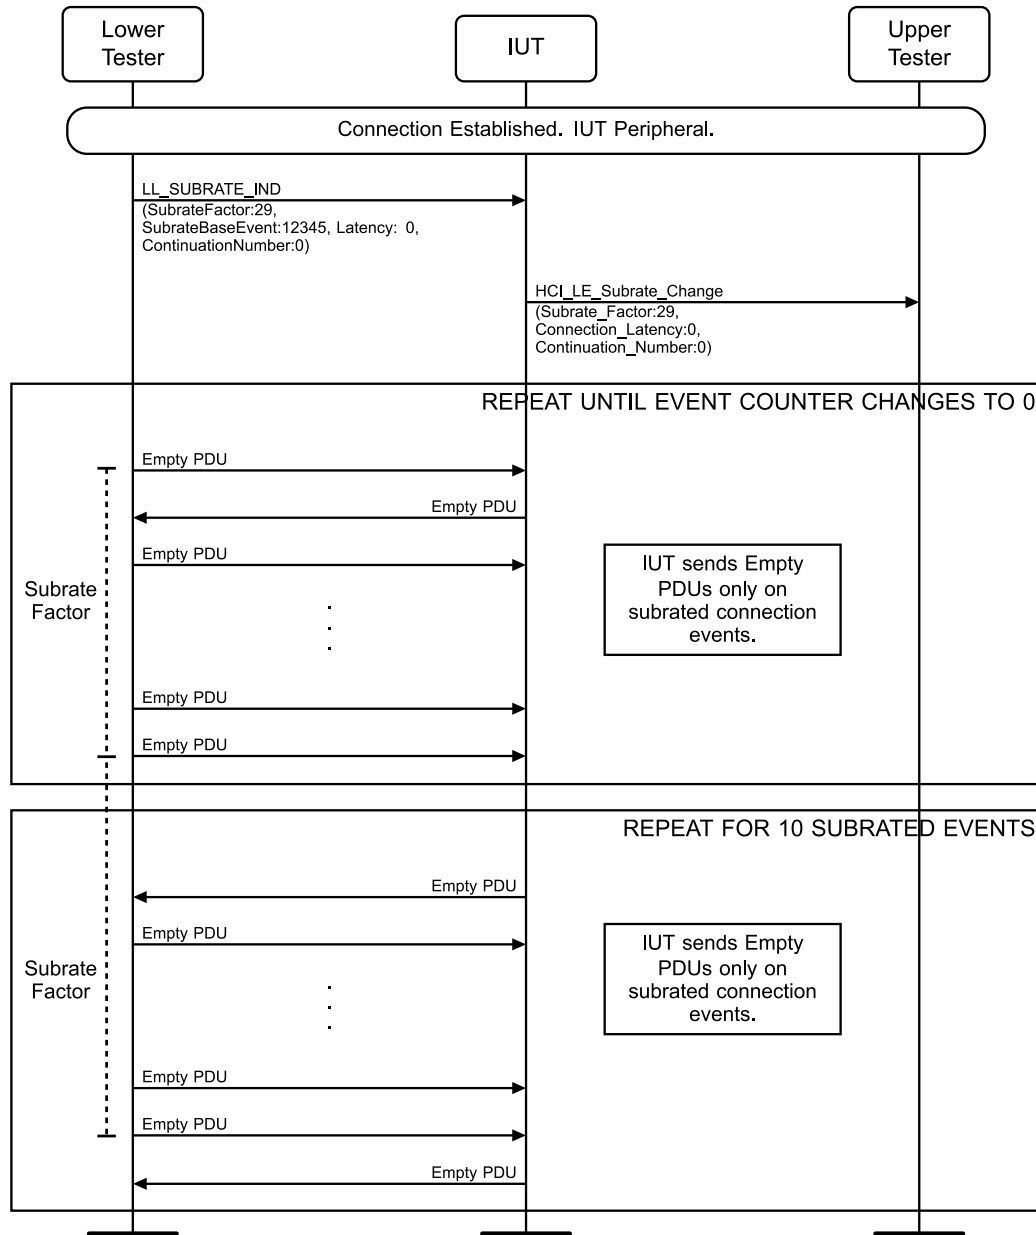 Lower
Tester
IUT
Upper
Tester
Connection Established. IUT Peripheral.
LL_SUBRATE_IND
(SubrateFactor:29,
SubrateBaseEvent:12345, Latency: 0,
ContinuationNumber:0)
HCI_LE_Subrate_Change
(Subrate_Factor:29,
Connection_Latency:0,
Continuation_Number:0)
REPEAT UNTIL EVENT COUNTER CHANGES TO 0
Empty PDU
Empty PDU
Empty PDU
Subrate
Factor
.
.
.
IUT sends Empty
PDUs only on
subrated connection
events.
Empty PDU
Empty PDU
REPEAT FOR 10 SUBRATED EVENTS
Empty PDU
Empty PDU
Subrate
Factor
.
.
.
IUT sends Empty
PDUs only on
subrated connection
events.
Empty PDU
Empty PDU
Empty PDU